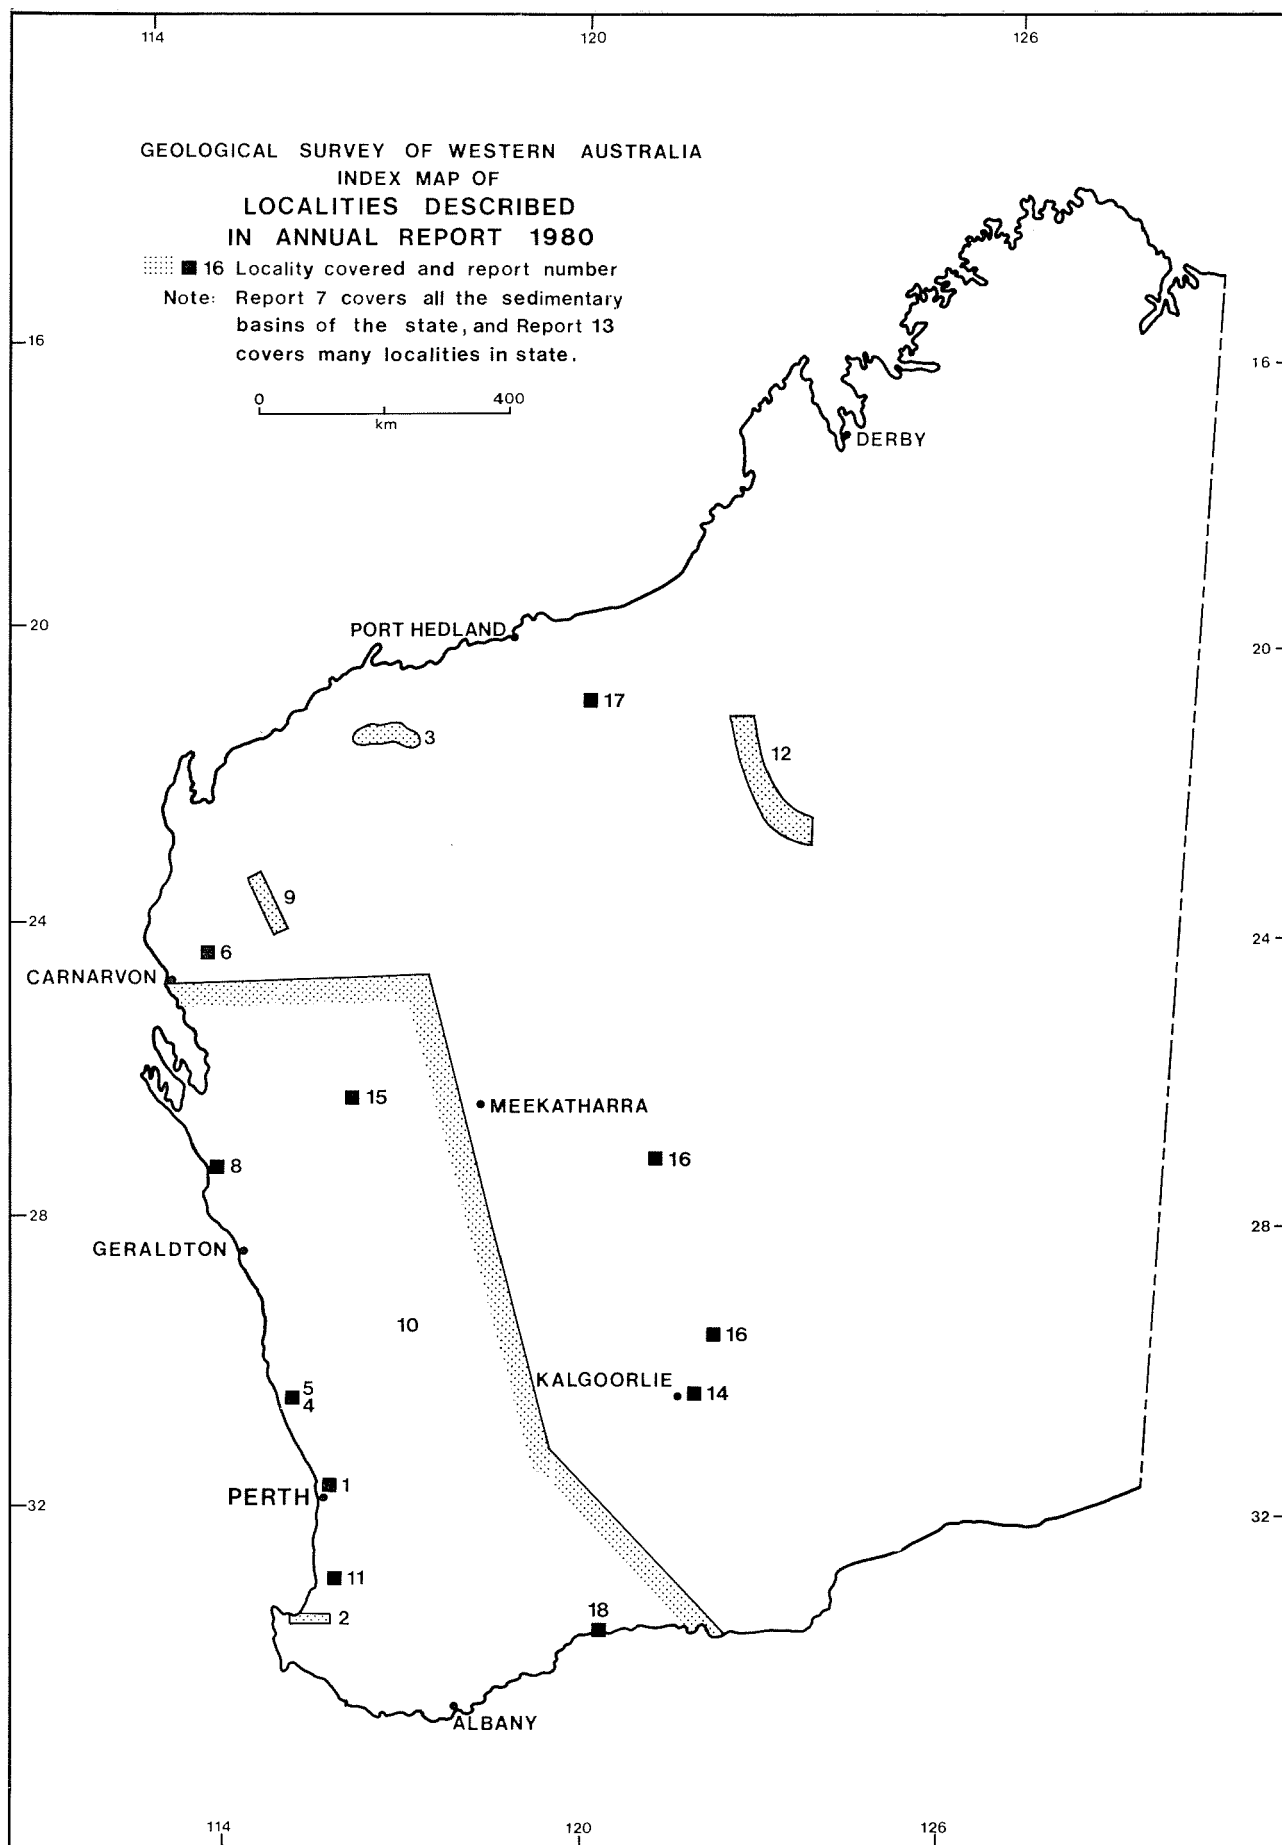 114 120 126
GEOLOGICAL SURVEY OF WESTERN AUSTRALIA
INDEX MAP OF
LOCALITIES DESCRIBED
IN ANNUAL REPORT 1980
16 Locality covered and report number
Note: Report 7 covers all the sedimentary
basins of the state, and Report 13
covers many localities in state.
16
16
0 400
km
DERBY
20
PORT HEDLAND
20
17
3
12
9
24
24
6
CARNARVON
15
MEEKATHARRA
8
16
28
28
GERALDTON
10
16
KALGOORLIE
14
5
4
1
PERTH
32
32
11
18
2
ALBANY
114 120 126